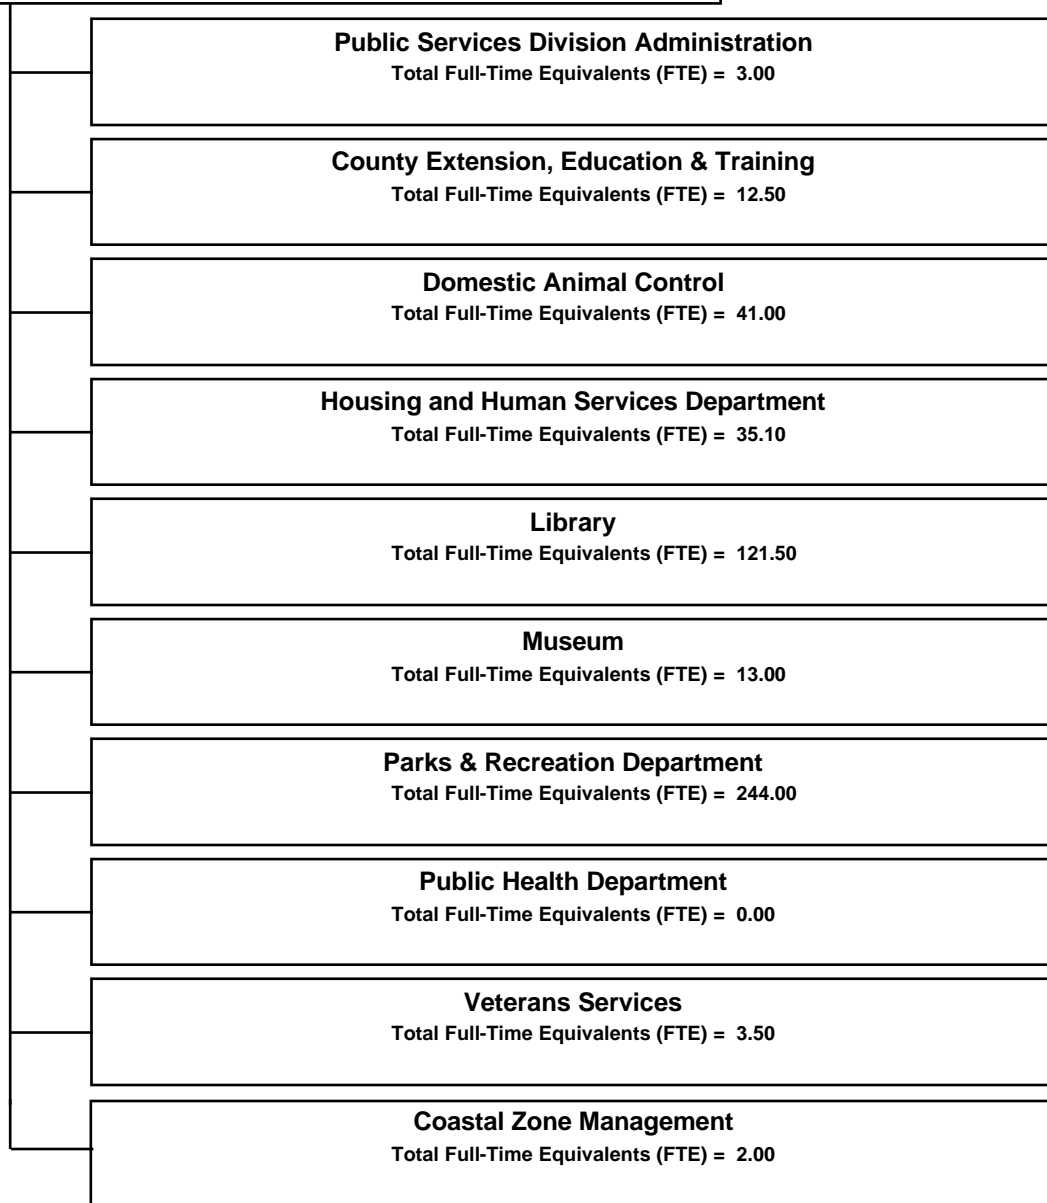 Public Services Division Administration
Total Full-Time Equivalents (FTE) = 3.00
County Extension, Education & Training
Total Full-Time Equivalents (FTE) = 12.50
Domestic Animal Control
Total Full-Time Equivalents (FTE) = 41.00
Housing and Human Services Department
Total Full-Time Equivalents (FTE) = 35.10
Library
Total Full-Time Equivalents (FTE) = 121.50
Museum
Total Full-Time Equivalents (FTE) = 13.00
Parks & Recreation Department
Total Full-Time Equivalents (FTE) = 244.00
Public Health Department
Total Full-Time Equivalents (FTE) = 0.00
Veterans Services
Total Full-Time Equivalents (FTE) = 3.50
Coastal Zone Management
Total Full-Time Equivalents (FTE) = 2.00